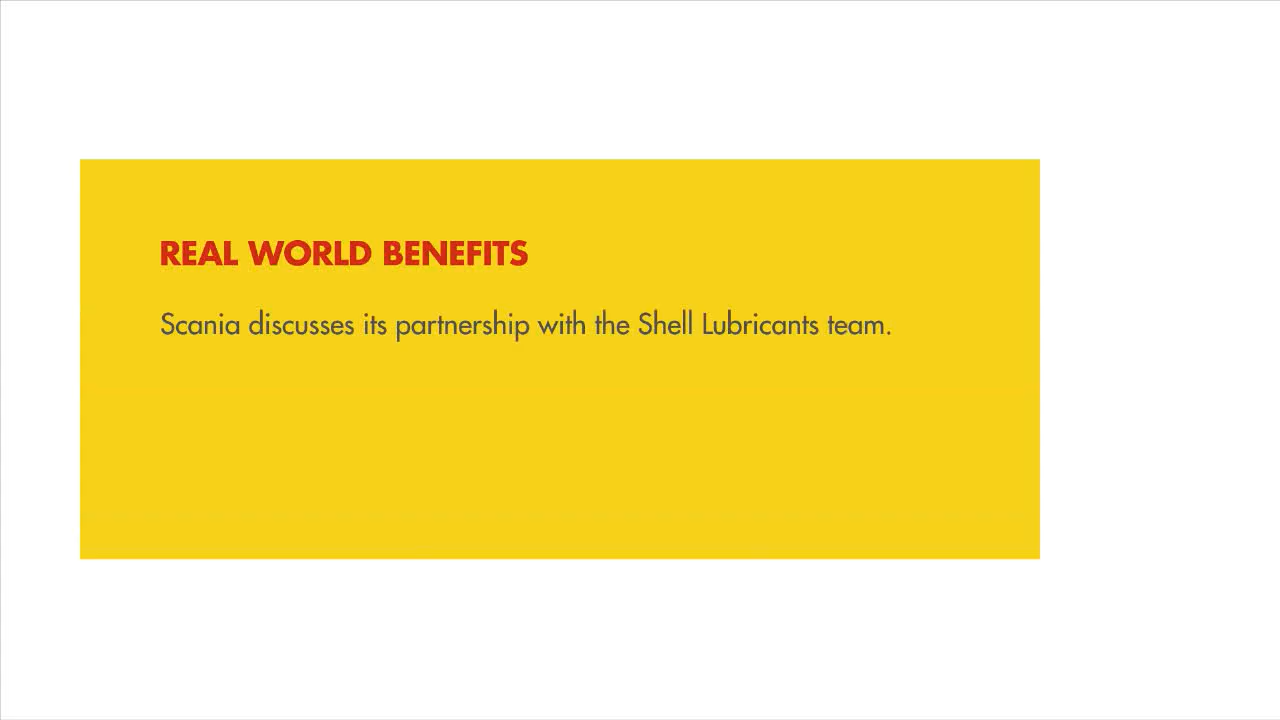 REAL WORLD BENEFITS
Scania discusses its partnership with the Shell Lubricants team.